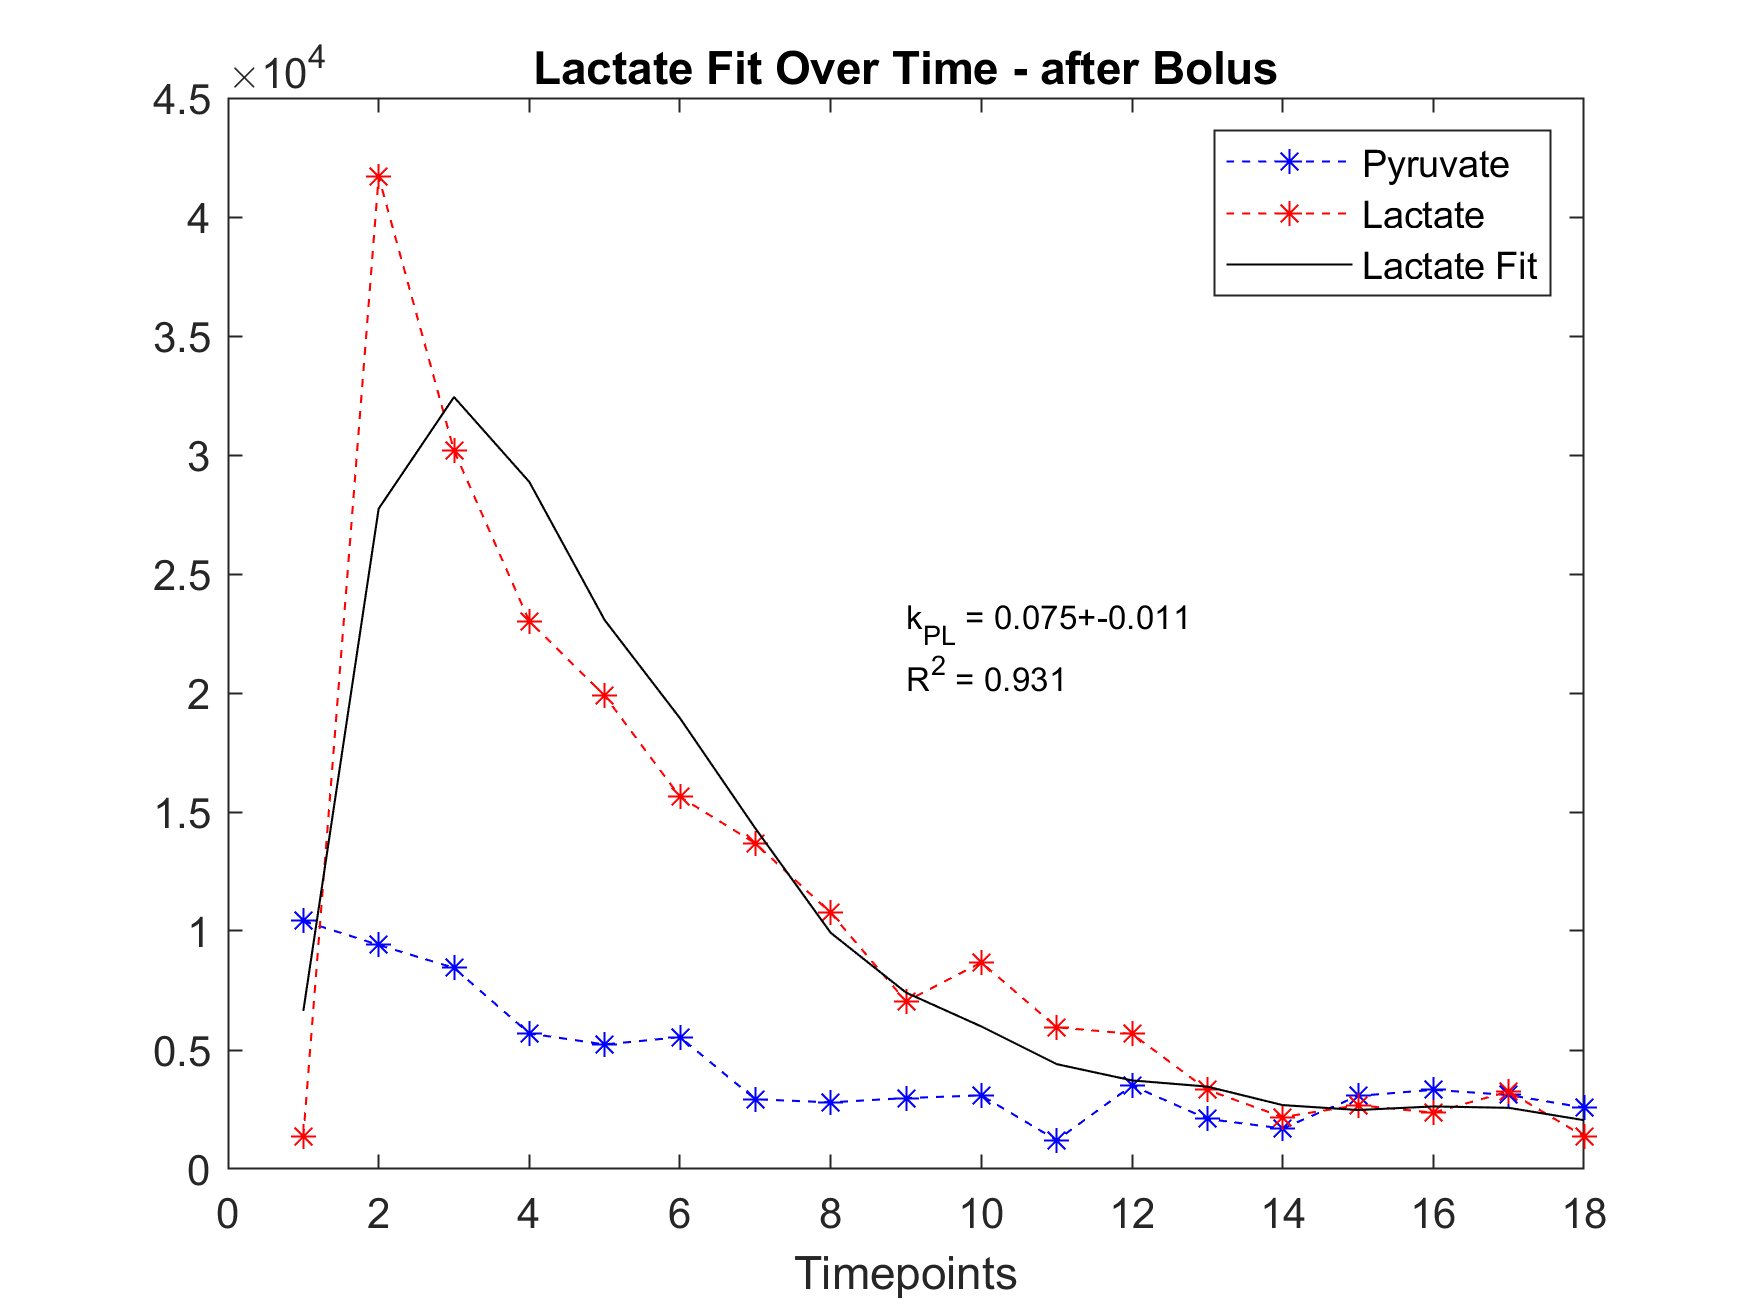 Lactate Fit Over Time - after Bolus
×10^4
4.5
4
3.5
3
2.5
2
1.5
1
0.5
0
Pyruvate
Lactate
Lactate Fit
k_PL = 0.075+-0.011
R^2 = 0.931
0 2 4 6 8 10 12 14 16 18
Timepoints